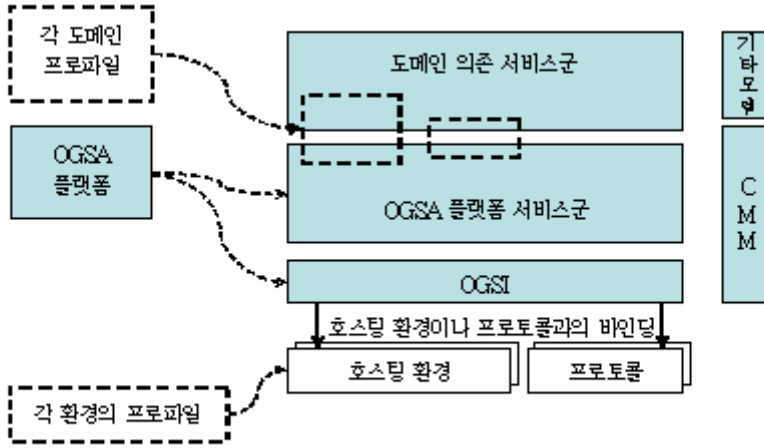 각 도메인
프로파일
도메인 의존 서비스군
기
타
모
델
OGSA
플랫폼
OGSA 플랫폼 서비스군
C
M
M
OGSI
호스팅 환경이나 프로토콜과의 바인딩
호스팅 환경
프로토콜
각 환경의 프로파일